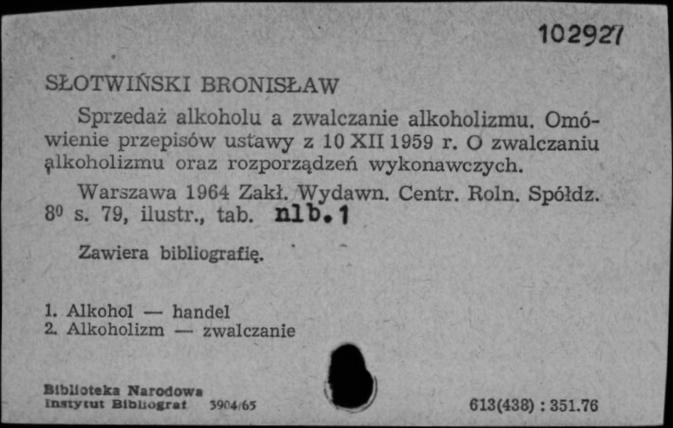 102927
SŁOTWIŃSKI BRONISŁAW
Sprzedaż alkoholu a zwalczanie alkoholizmu. Omó-
wienie przepisów ustawy z 10 XII 1959 r. O zwalczaniu
alkoholizmu oraz rozporządzeń wykonawczych.
Warszawa 1964 Zakł. Wydawn. Centr. Roln. Spółdz.
8⁰ s. 79, ilustr., tab. nlb. 1
Zawiera bibliografię.
1. Alkohol — handel
2. Alkoholizm — zwalczanie
Biblioteka Narodowa
Instytut Bibliograf. 3904/65
613(438) : 351.76